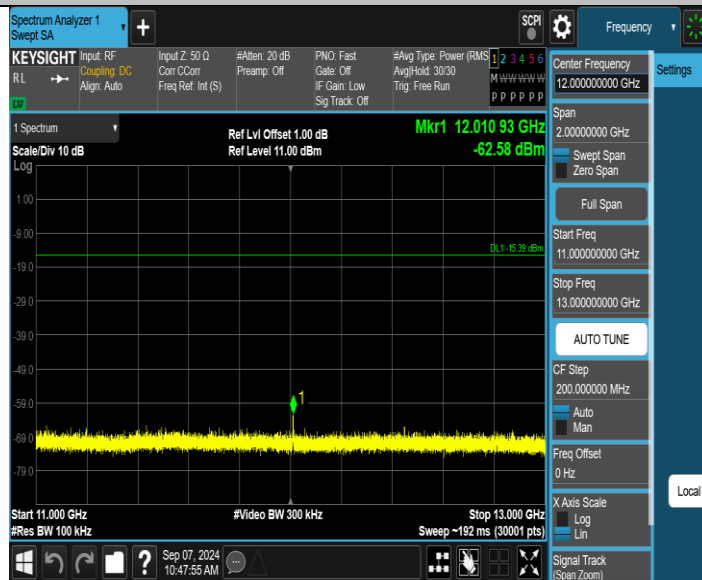 Spectrum Analyzer 1
Swept SA
SCPI
Frequency
KEYSIGHT
RL
Input: RF
Coupling: DC
Align: Auto
Input Z: 50 Ω
Corr CCorr
Freq Ref: Int (S)
#Atten: 20 dB
Preamp: Off
PNO: Fast
Gate: Off
IF Gain: Low
Sig Track: Off
#Avg Type: Power (RMS
Avg|Hold: 30/30
Trig: Free Run
1 2 3 4 5 6
M W W W W W
P P P P P P
1 Spectrum
Scale/Div 10 dB
Log
Ref Lvl Offset 1.00 dB
Ref Level 11.00 dBm
Mkr1 12.010 93 GHz
-62.58 dBm
1.00
-9.00
DL1 -15.39 dBm
-19.0
-29.0
-39.0
-49.0
1
-59.0
-69.0
-79.0
Start 11.000 GHz
#Video BW 300 kHz
Stop 13.000 GHz
#Res BW 100 kHz
Sweep ~192 ms (30001 pts)
Sep 07, 2024
10:47:55 AM
Center Frequency
12.000000000 GHz
Settings
Span
2.00000000 GHz
Swept Span
Zero Span
Full Span
Start Freq
11.000000000 GHz
Stop Freq
13.000000000 GHz
AUTO TUNE
CF Step
200.000000 MHz
Auto
Man
Freq Offset
0 Hz
X Axis Scale
Log
Lin
Local
Signal Track
(Span Zoom)